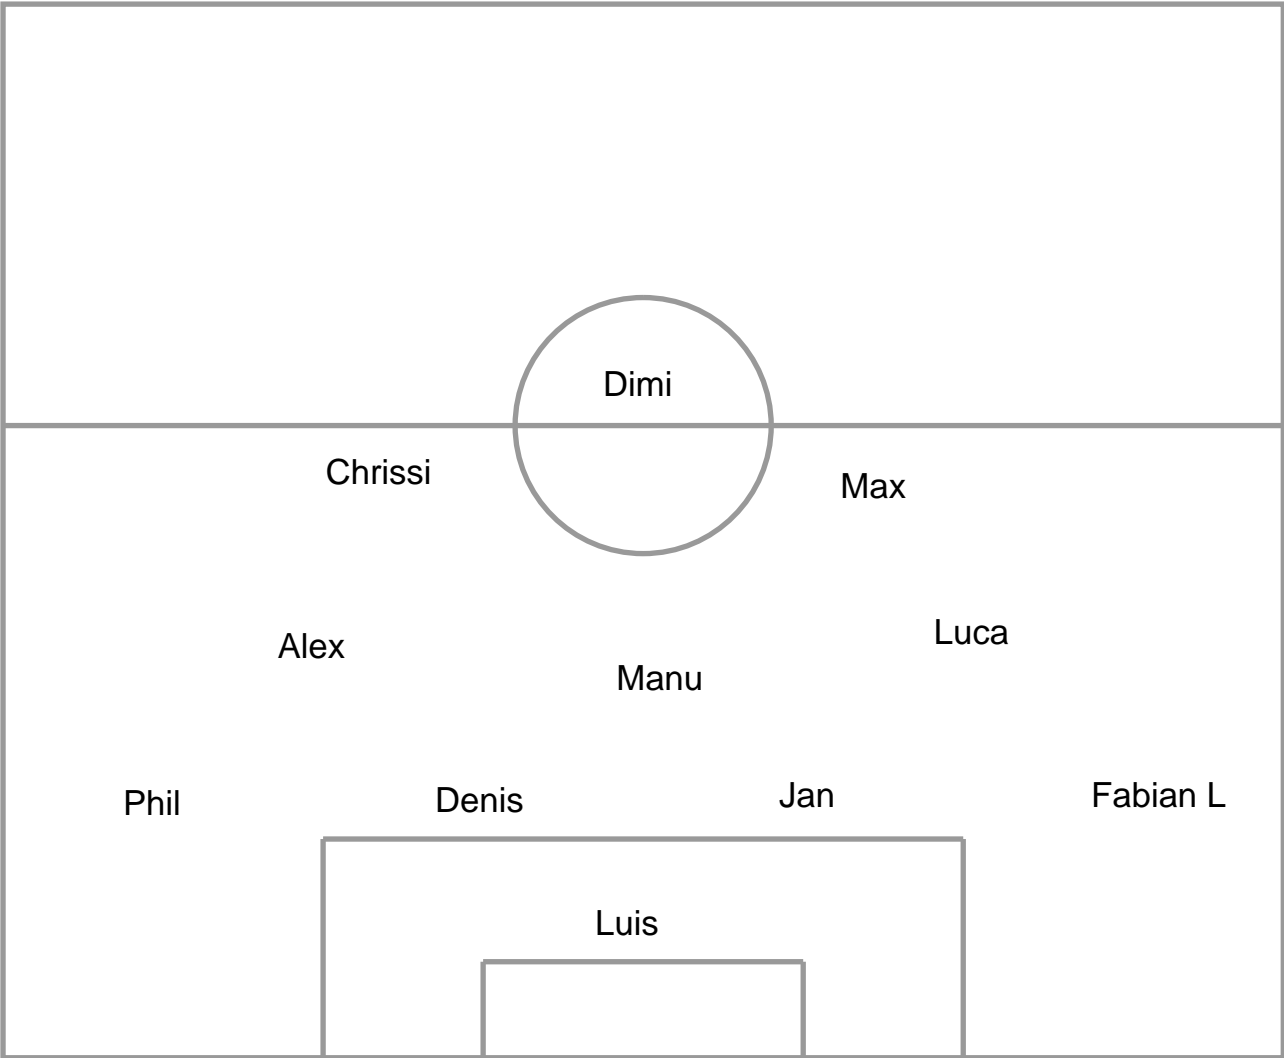 Dimi
Chrissi
Max
Alex
Luca
Manu
Phil
Denis
Jan
Fabian L
Luis